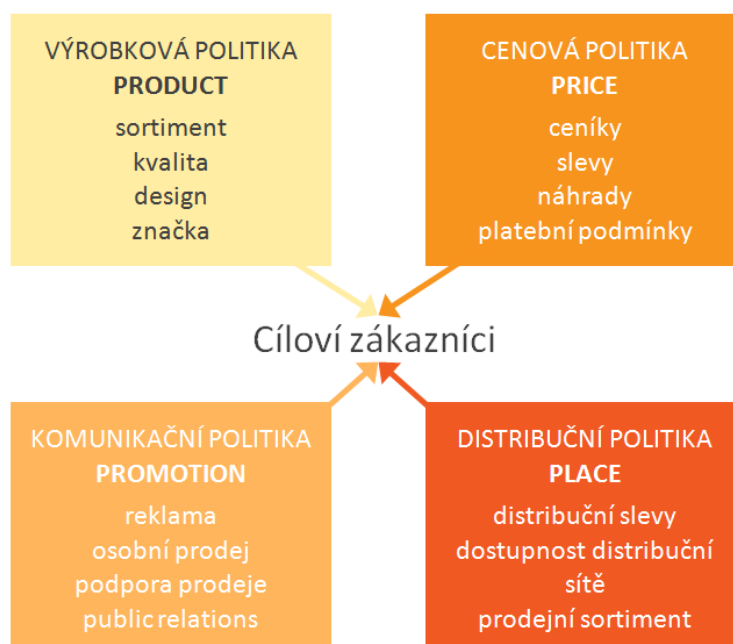 VÝROBKOVÁ POLITIKA
PRODUCT
sortiment
kvalita
design
značka
CENOVÁ POLITIKA
PRICE
ceníky
slevy
náhrady
platební podmínky
Cíloví zákazníci
KOMUNIKAČNÍ POLITIKA
PROMOTION
reklama
osobní prodej
podpora prodeje
public relations
DISTRIBUČNÍ POLITIKA
PLACE
distribuční slevy
dostupnost distribuční
sítě
prodejní sortiment